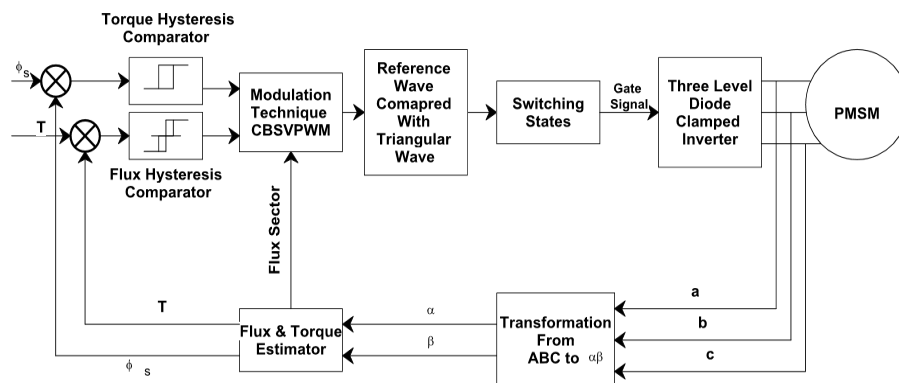 Torque Hysteresis
Comparator
ϕs
T
Flux Hysteresis
Comparator
Modulation
Technique
CBSVPWM
Reference
Wave
Comapred
With
Triangular
Wave
Switching
States
Gate
Signal
Three Level
Diode
Clamped
Inverter
PMSM
Flux Sector
T
ϕ s
Flux & Torque
Estimator
α
β
Transformation
From
ABC to αβ
a
b
c